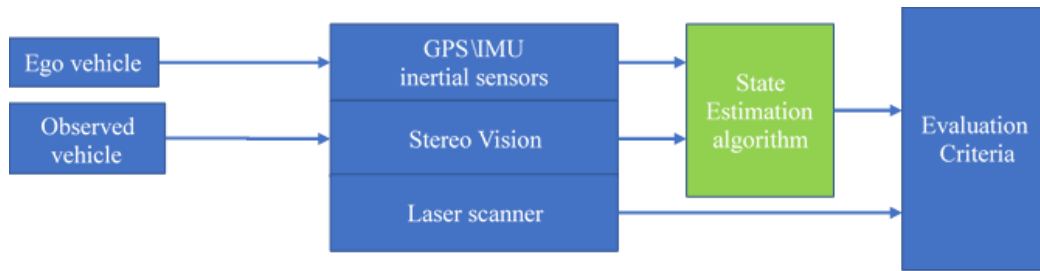 Ego vehicle
Observed
vehicle
GPS\IMU
inertial sensors
Stereo Vision
Laser scanner
State
Estimation
algorithm
Evaluation
Criteria